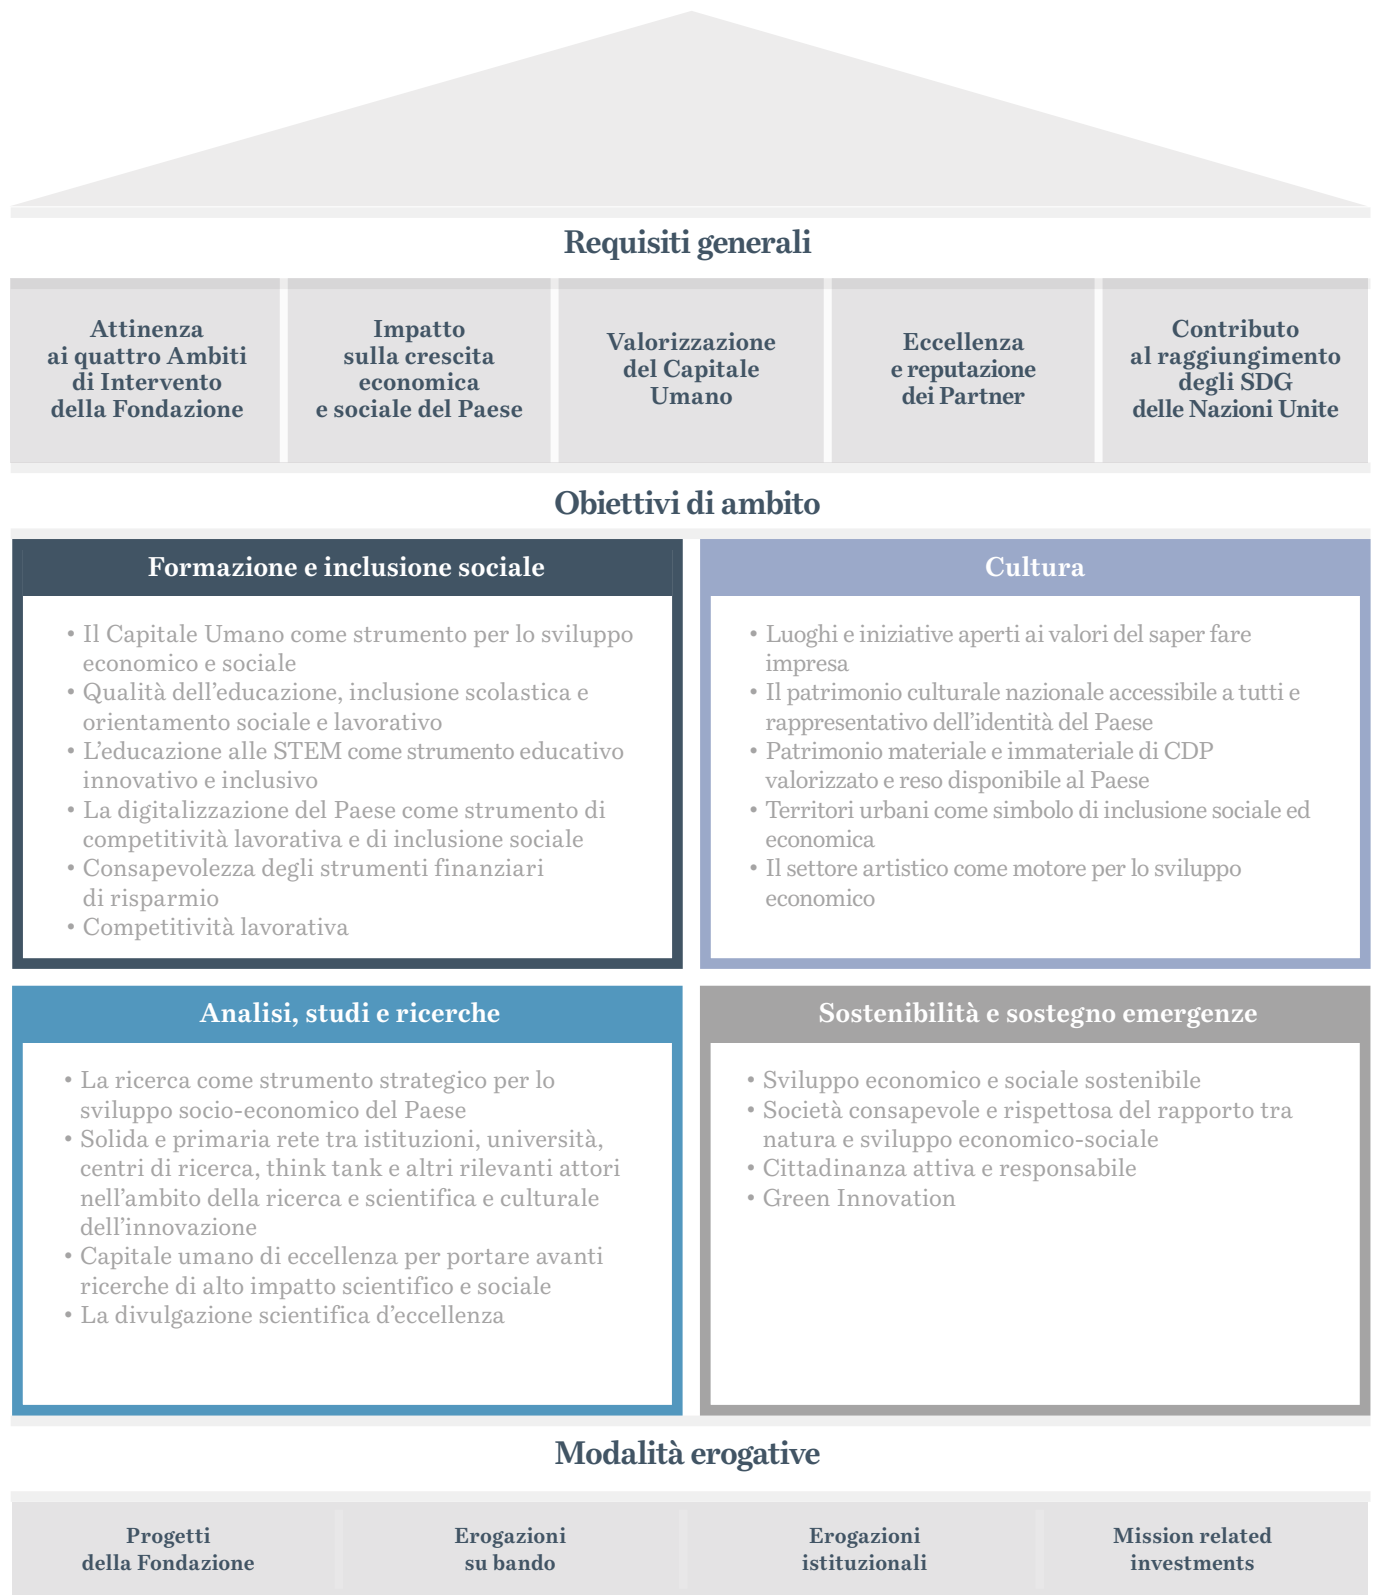 Requisiti generali
Attinenza
ai quattro Ambiti
di Intervento
della Fondazione
Impatto
sulla crescita
economica
e sociale del Paese
Valorizzazione
del Capitale
Umano
Eccellenza
e reputazione
dei Partner
Contributo
al raggiungimento
degli SDG
delle Nazioni Unite
Obiettivi di ambito
Formazione e inclusione sociale
• Il Capitale Umano come strumento per lo sviluppo
economico e sociale
• Qualità dell’educazione, inclusione scolastica e
orientamento sociale e lavorativo
• L’educazione alle STEM come strumento educativo
innovativo e inclusivo
• La digitalizzazione del Paese come strumento di
competitività lavorativa e di inclusione sociale
• Consapevolezza degli strumenti finanziari
di risparmio
• Competitività lavorativa
Cultura
• Luoghi e iniziative aperti ai valori del saper fare
impresa
• Il patrimonio culturale nazionale accessibile a tutti e
rappresentativo dell’identità del Paese
• Patrimonio materiale e immateriale di CDP
valorizzato e reso disponibile al Paese
• Territori urbani come simbolo di inclusione sociale ed
economica
• Il settore artistico come motore per lo sviluppo
economico
Analisi, studi e ricerche
• La ricerca come strumento strategico per lo
sviluppo socio-economico del Paese
• Solida e primaria rete tra istituzioni, università,
centri di ricerca, think tank e altri rilevanti attori
nell’ambito della ricerca e scientifica e culturale
dell’innovazione
• Capitale umano di eccellenza per portare avanti
ricerche di alto impatto scientifico e sociale
• La divulgazione scientifica d’eccellenza
Sostenibilità e sostegno emergenze
• Sviluppo economico e sociale sostenibile
• Società consapevole e rispettosa del rapporto tra
natura e sviluppo economico-sociale
• Cittadinanza attiva e responsabile
• Green Innovation
Modalità erogative
Progetti
della Fondazione
Erogazioni
su bando
Erogazioni
istituzionali
Mission related
investments